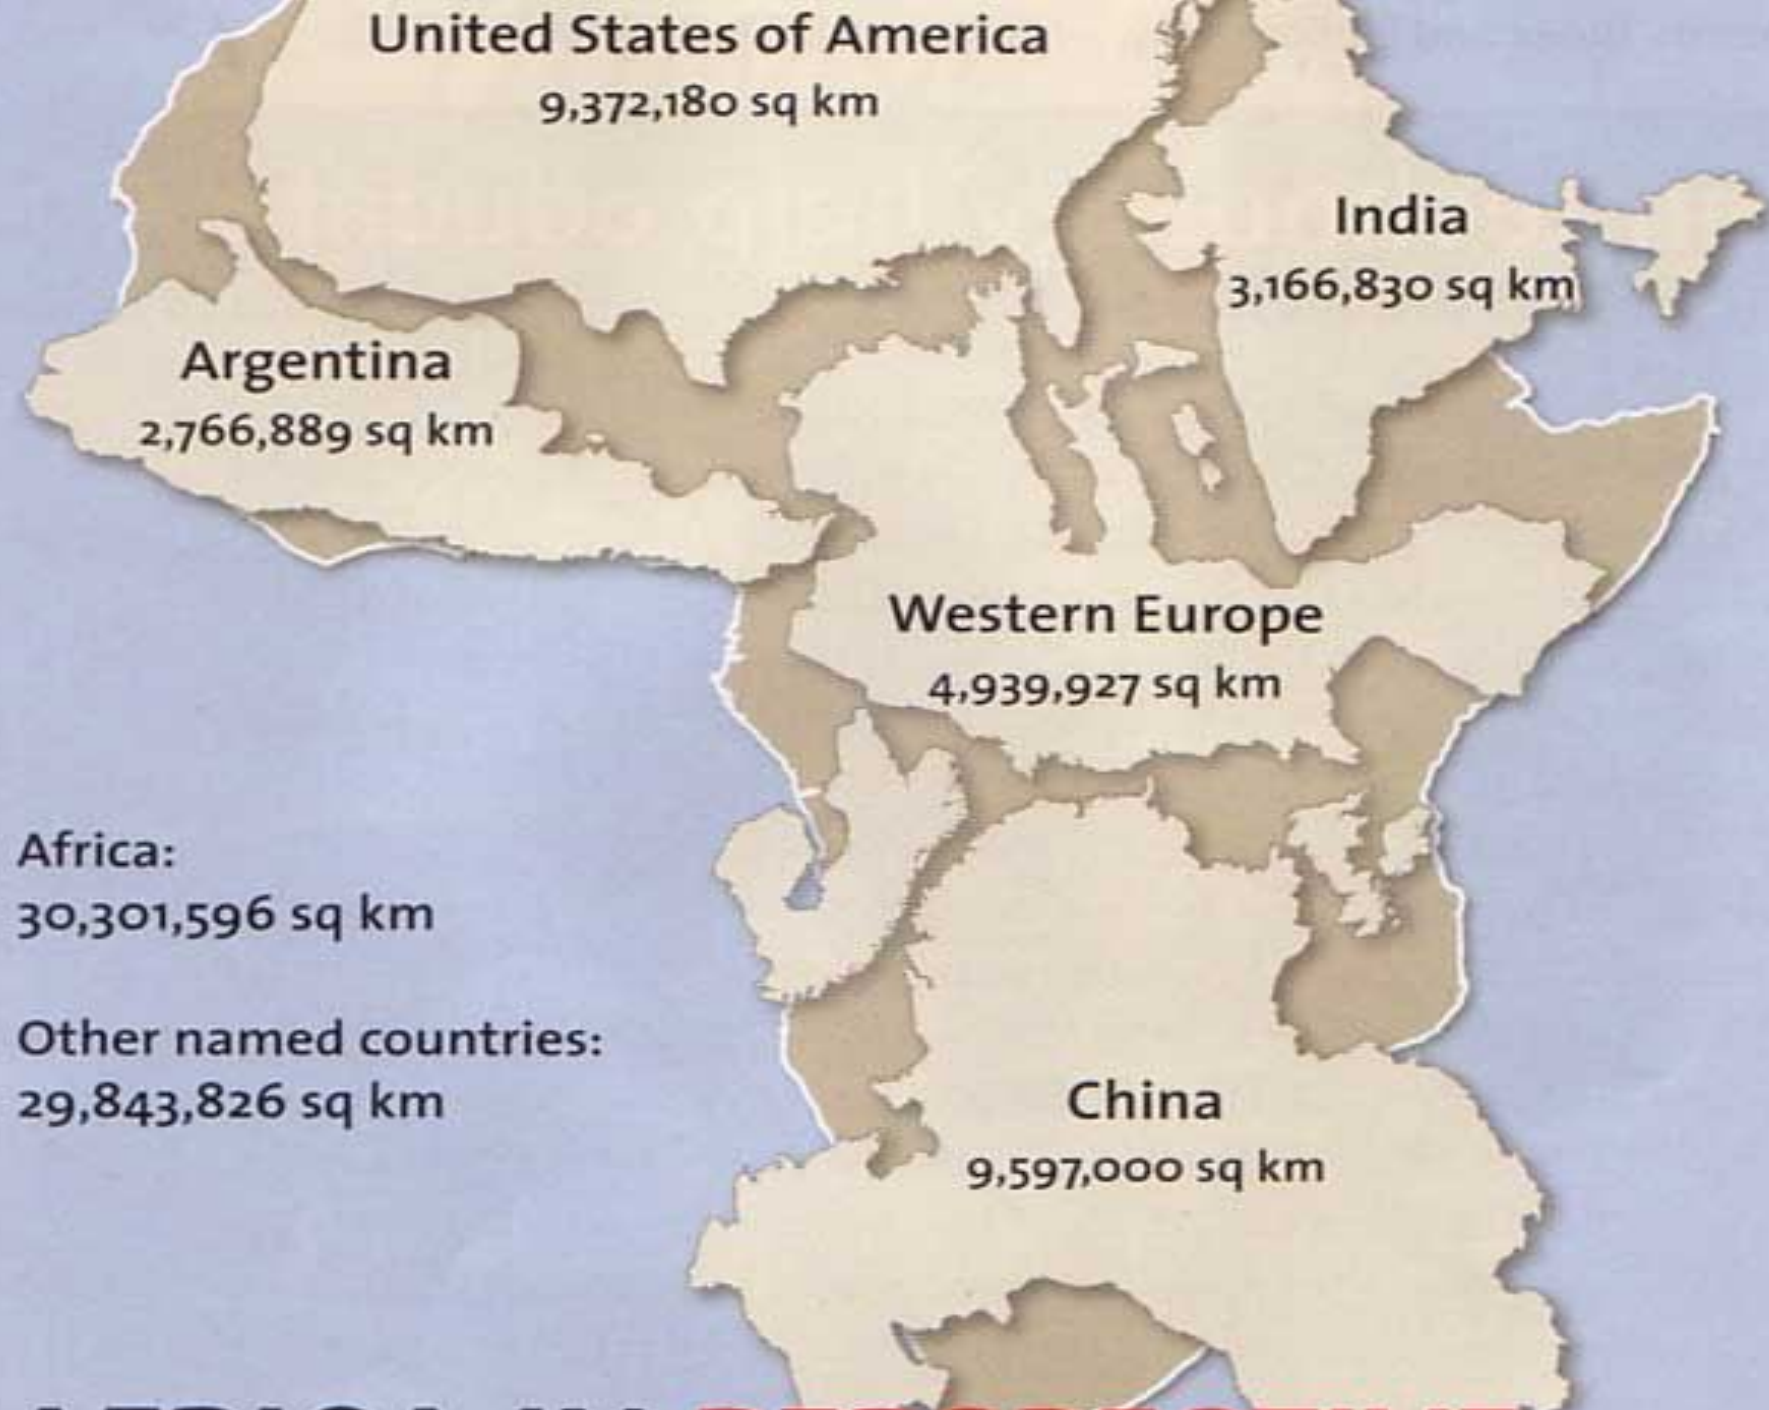 United States of America
9,372,180 sq km
India
3,166,830 sq km
Argentina
2,766,889 sq km
Western Europe
4,939,927 sq km
Africa:
30,301,596 sq km
Other named countries:
29,843,826 sq km
China
9,597,000 sq km